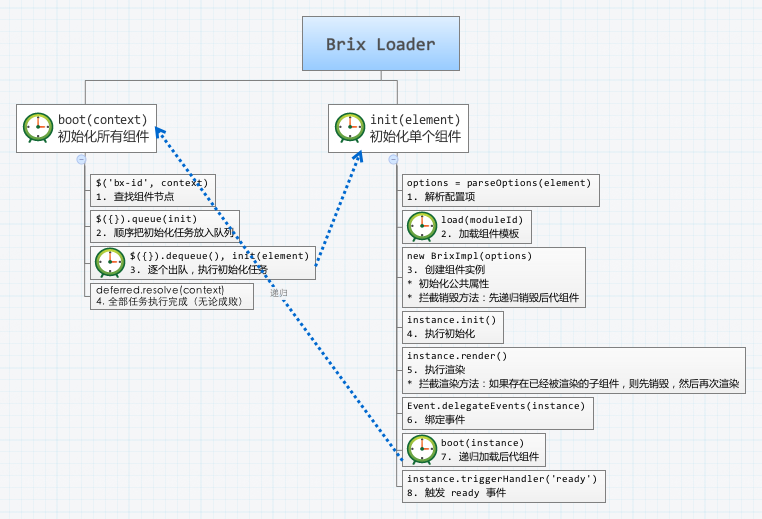 Brix Loader
boot(context)
初始化所有组件
$('bx-id', context)
1. 查找组件节点
$({}).queue(init)
2. 顺序把初始化任务放入队列
$({}).dequeue(), init(element)
3. 逐个出队，执行初始化任务
deferred.resolve(context)
4. 全部任务执行完成（无论成败）
递归
init(element)
初始化单个组件
options = parseOptions(element)
1. 解析配置项
load(moduleId)
2. 加载组件模板
new BrixImpl(options)
3. 创建组件实例
* 初始化公共属性
* 拦截销毁方法：先递归销毁后代组件
instance.init()
4. 执行初始化
instance.render()
5. 执行渲染
* 拦截渲染方法：如果存在已经被渲染的子组件，则先销毁，然后再次渲染
Event.delegateEvents(instance)
6. 绑定事件
boot(instance)
7. 递归加载后代组件
instance.triggerHandler('ready')
8. 触发 ready 事件